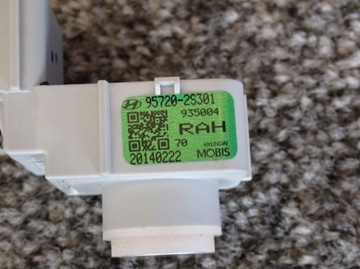 95720-2S301
935004
RAH
70
HYUNDAI
20140222
MOBIS